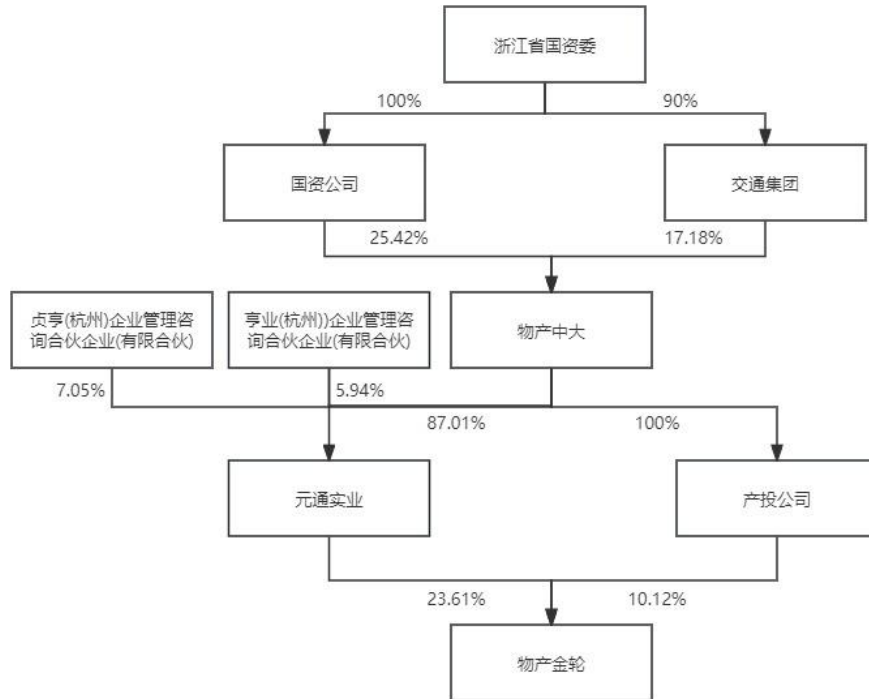 浙江省国资委
100%
90%
国资公司
交通集团
25.42%
17.18%
贞亨(杭州)企业管理咨
询合伙企业(有限合伙)
亨业(杭州))企业管理咨
询合伙企业(有限合伙)
物产中大
7.05%
5.94%
87.01%
100%
元通实业
产投公司
23.61%
10.12%
物产金轮